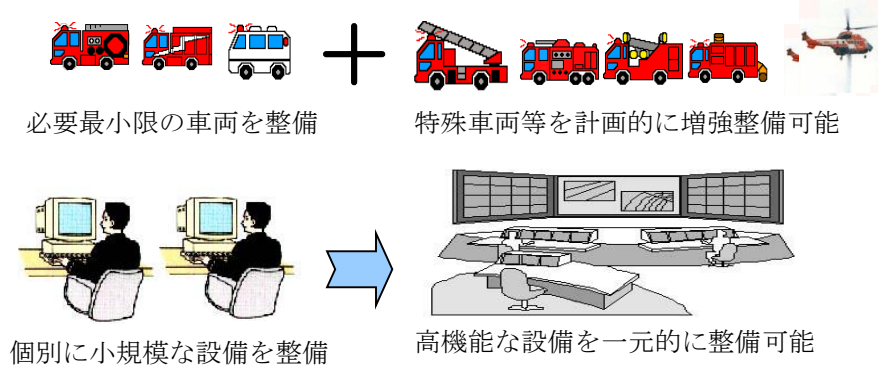 必要最小限の車両を整備
特殊車両等を計画的に増強整備可能
個別に小規模な設備を整備
高機能な設備を一元的に整備可能